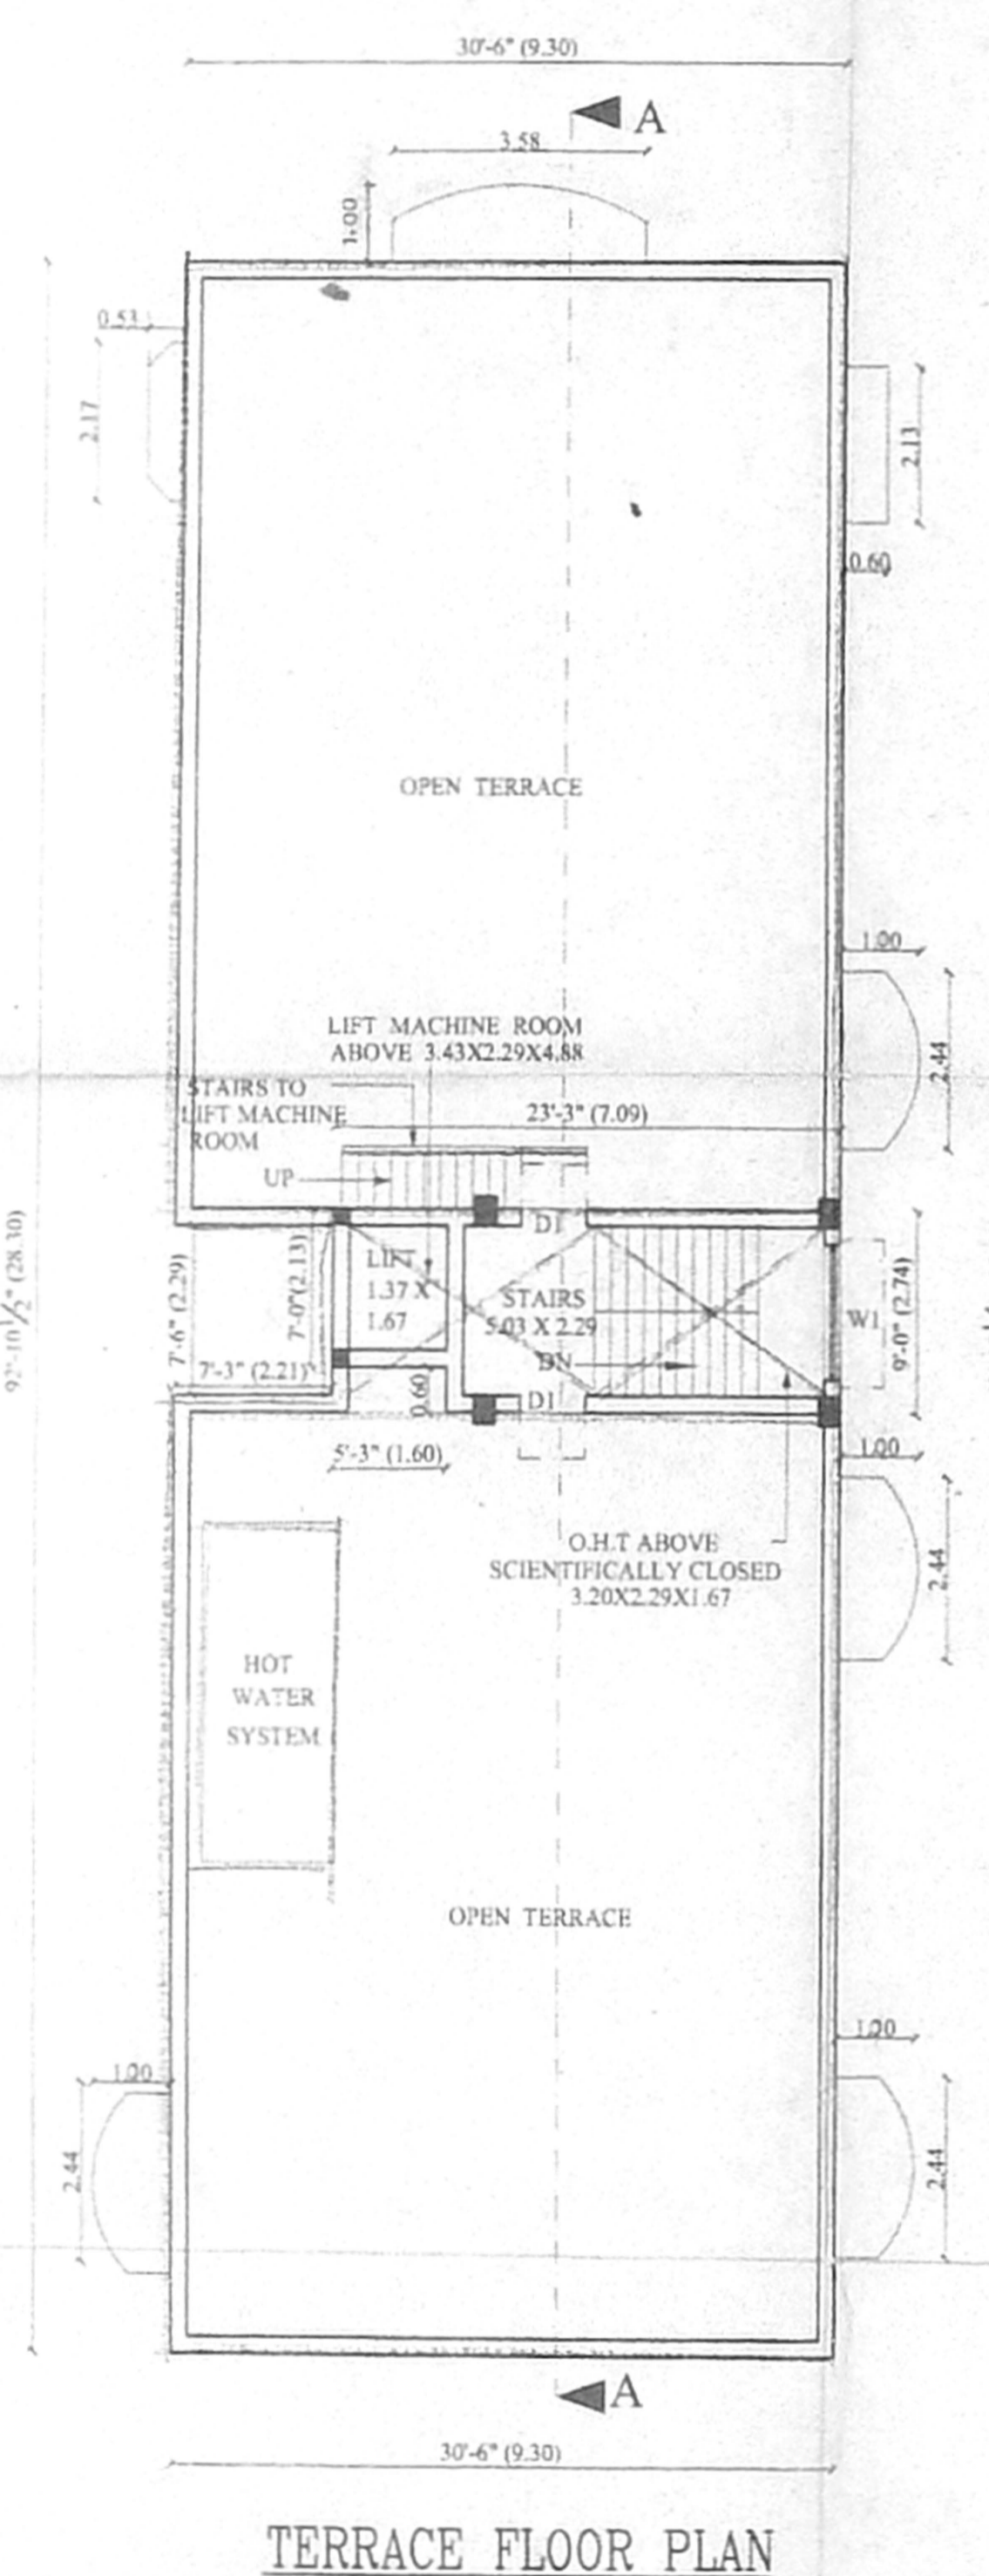 30'-6" (9.30)
A
3.58
1.00
0.53
2.17
2.13
0.60
OPEN TERRACE
1.00
2.44
LIFT MACHINE ROOM
ABOVE 3.43X2.29X4.88
STAIRS TO
LIFT MACHINE
ROOM
23'-3" (7.09)
UP
D1
92'-10½" (28.30)
7'-6" (2.29)
7'-0" (2.13)
LIFT
1.37 X
1.67
STAIRS
5.03 X 2.29
DN
W1
9'-0" (2.74)
7'-3" (2.21)
0.60
D1
5'-3" (1.60)
1.00
2.44
O.H.T ABOVE
SCIENTIFICALLY CLOSED
3.20X2.29X1.67
HOT
WATER
SYSTEM
OPEN TERRACE
1.00
2.44
1.00
2.44
A
30'-6" (9.30)
TERRACE FLOOR PLAN